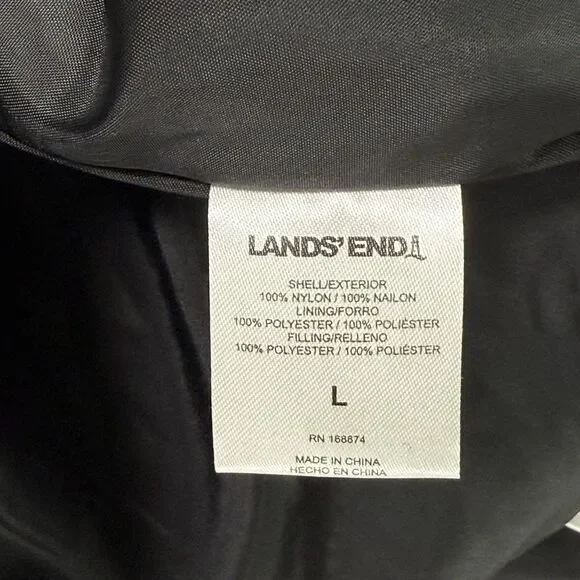 LANDS' END
SHELL/EXTERIOR
100% NYLON / 100% NAILON
LINING/FORRO
100% POLYESTER / 100% POLIÉSTER
FILLING/RELLENO
100% POLYESTER / 100% POLIÉSTER
L
RN 168874
MADE IN CHINA
HECHO EN CHINA